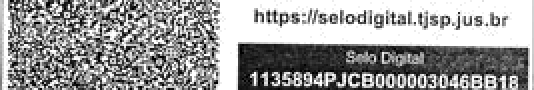 https://selodigital.tjsp.jus.br
Selo Digital
1135894PJCB000003046BB18